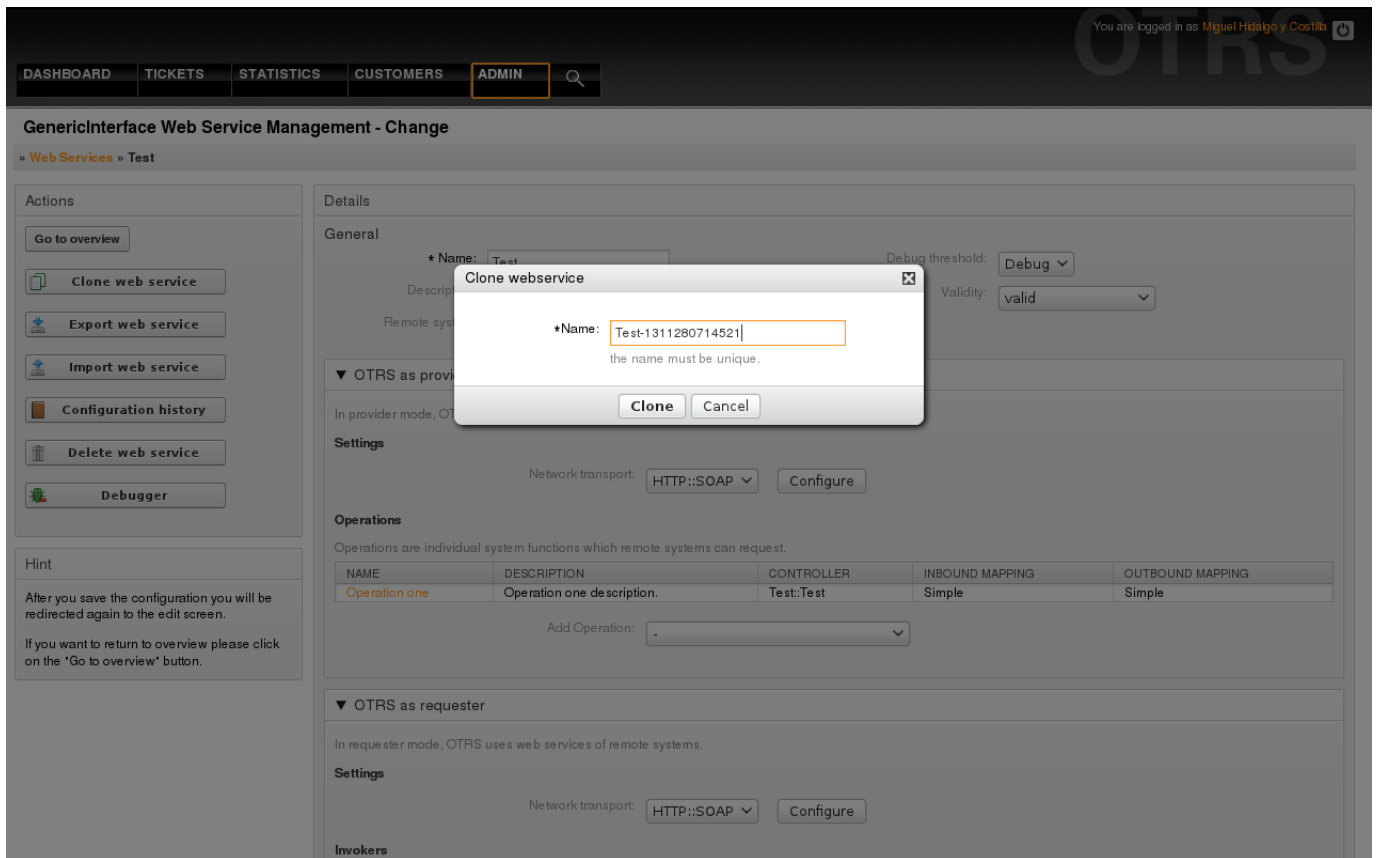 OTRS
You are logged in as Miguel Hidalgo y Costilla
DASHBOARD TICKETS STATISTICS CUSTOMERS ADMIN
GenericInterface Web Service Management - Change
» Web Services » Test
Actions
Go to overview
Clone web service
Export web service
Import web service
Configuration history
Delete web service
Debugger
Hint
After you save the configuration you will be
redirected again to the edit screen.
If you want to return to overview please click
on the "Go to overview" button.
Details
General
* Name: Test
Debug threshold: Debug
Validity: valid
Clone webservice
*Name: Test-1311280714521
the name must be unique.
Clone Cancel
▼ OTRS as
In provider mode,
Settings
Network transport: HTTP::SOAP Configure
Operations
Operations are individual system functions which remote systems can request.
NAME DESCRIPTION CONTROLLER INBOUND MAPPING OUTBOUND MAPPING
Operation one Operation one description. Test::Test Simple Simple
Add Operation: -
▼ OTRS as requester
In requester mode, OTRS uses web services of remote systems.
Settings
Network transport: HTTP::SOAP Configure
Invokers